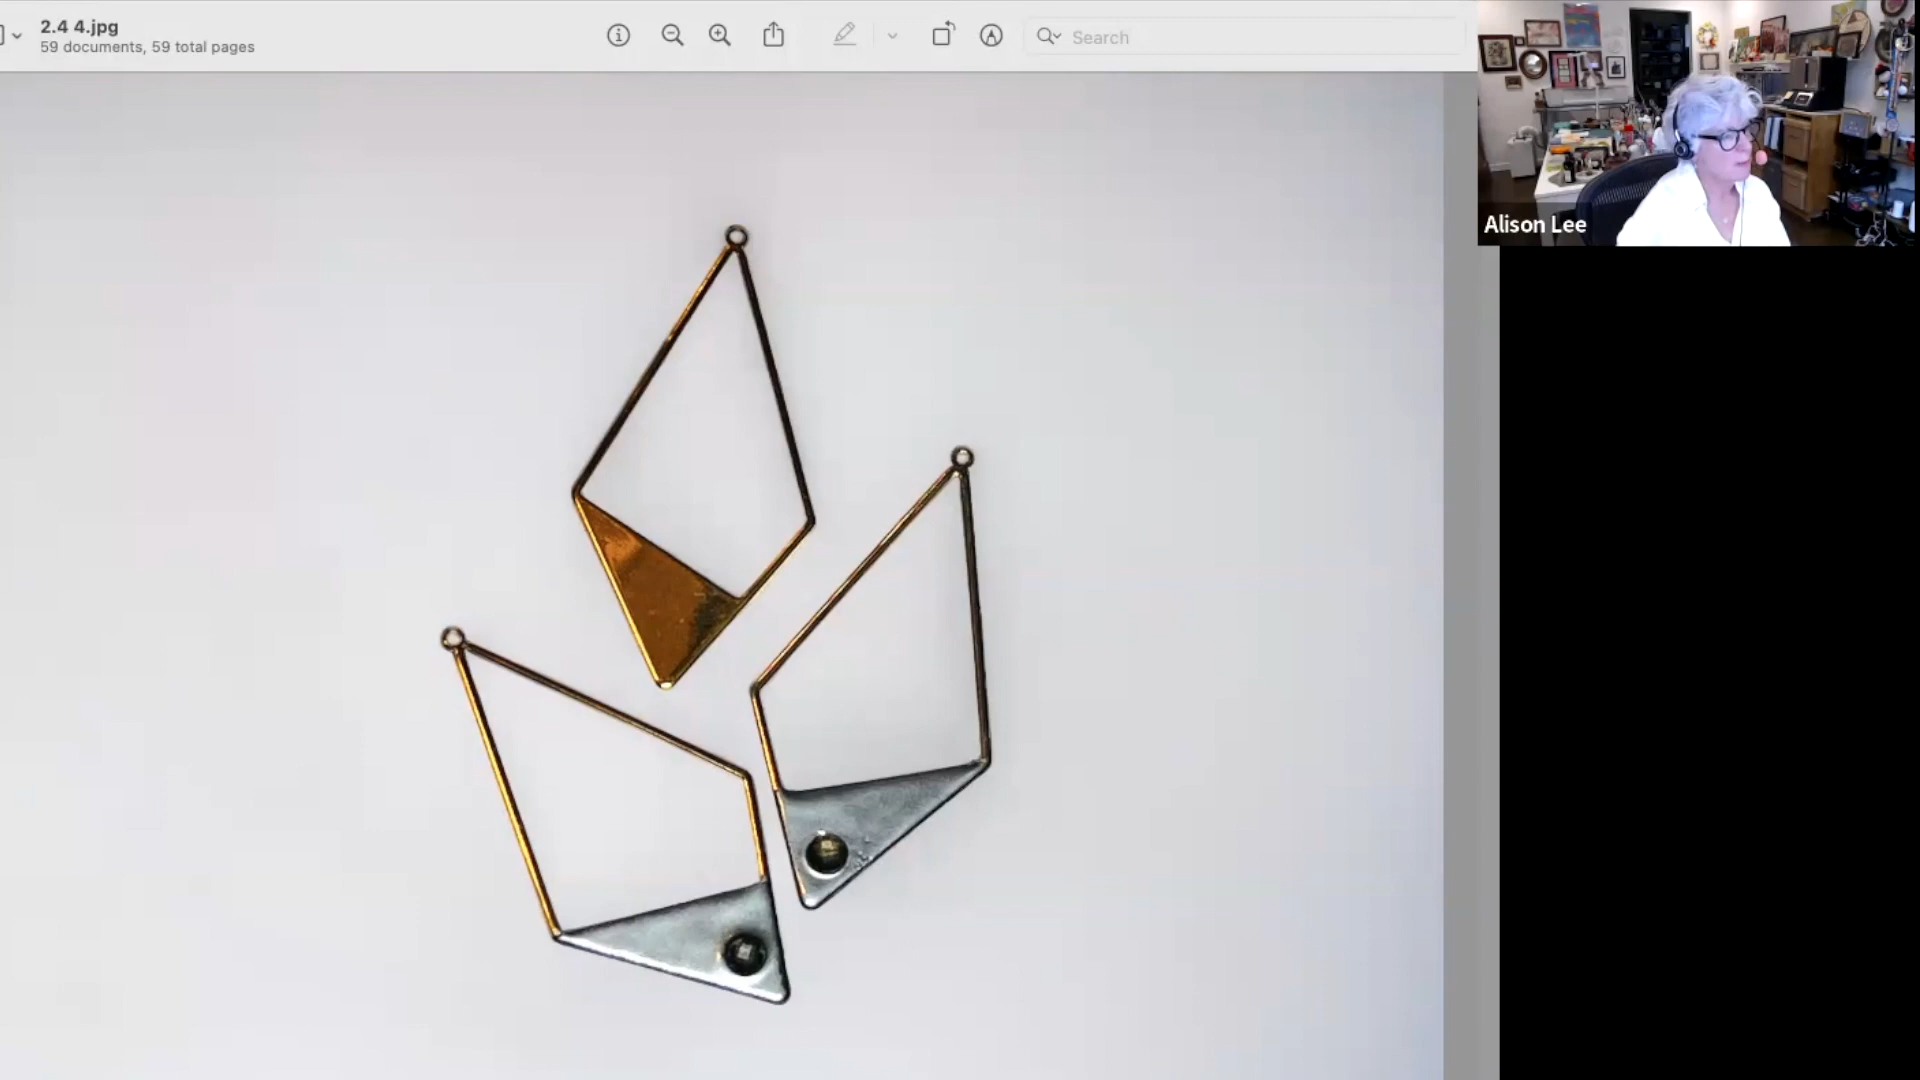 2.4 4.jpg
59 documents, 59 total pages
Search
Alison Lee